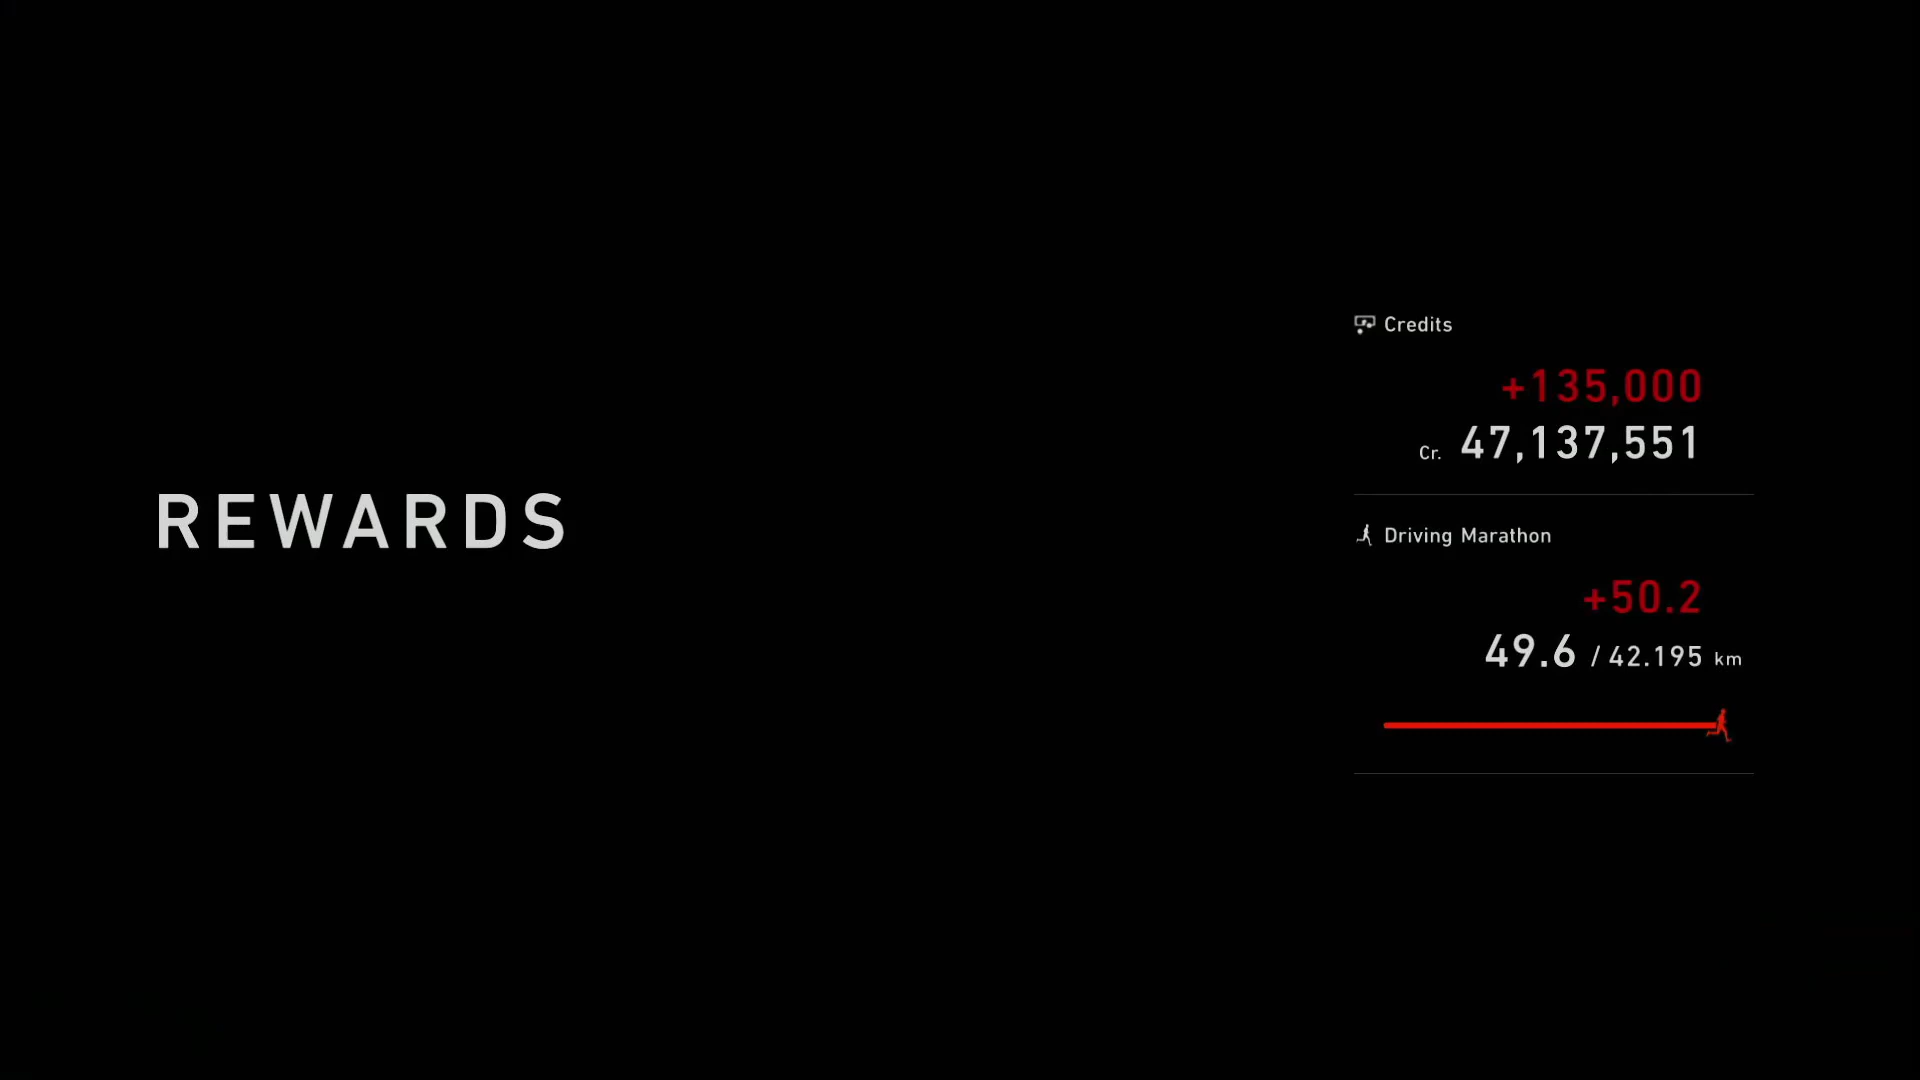 REWARDS
Credits
+135,000
Cr. 47,137,551
Driving Marathon
+50.2
49.6 / 42.195 km